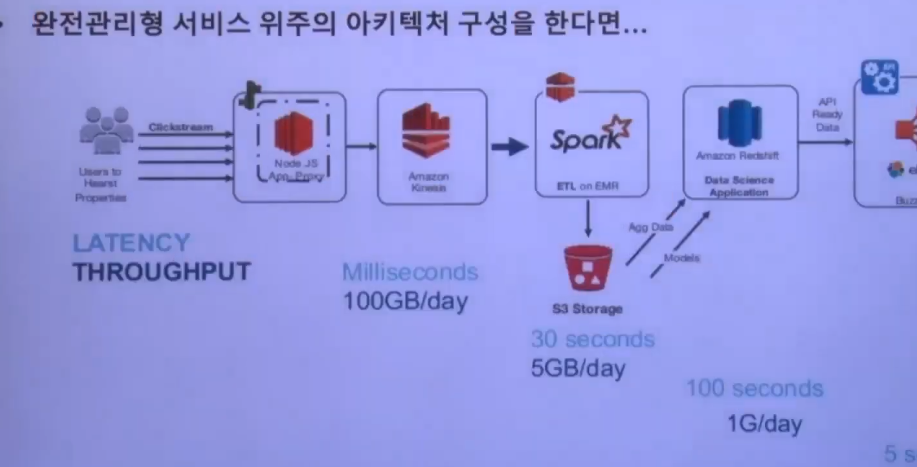 완전관리형 서비스 위주의 아키텍처 구성을 한다면...
Clickstream
Users to
Hearst
Properties
Node JS
App. Proxy
Amazon
Kinesis
Spark
ETL on EMR
Amazon Redshift
Data Science
Application
API
Ready
Data
API
Agg Data
Models
S3 Storage
LATENCY
THROUGHPUT
Milliseconds
100GB/day
30 seconds
5GB/day
100 seconds
1G/day
5 s